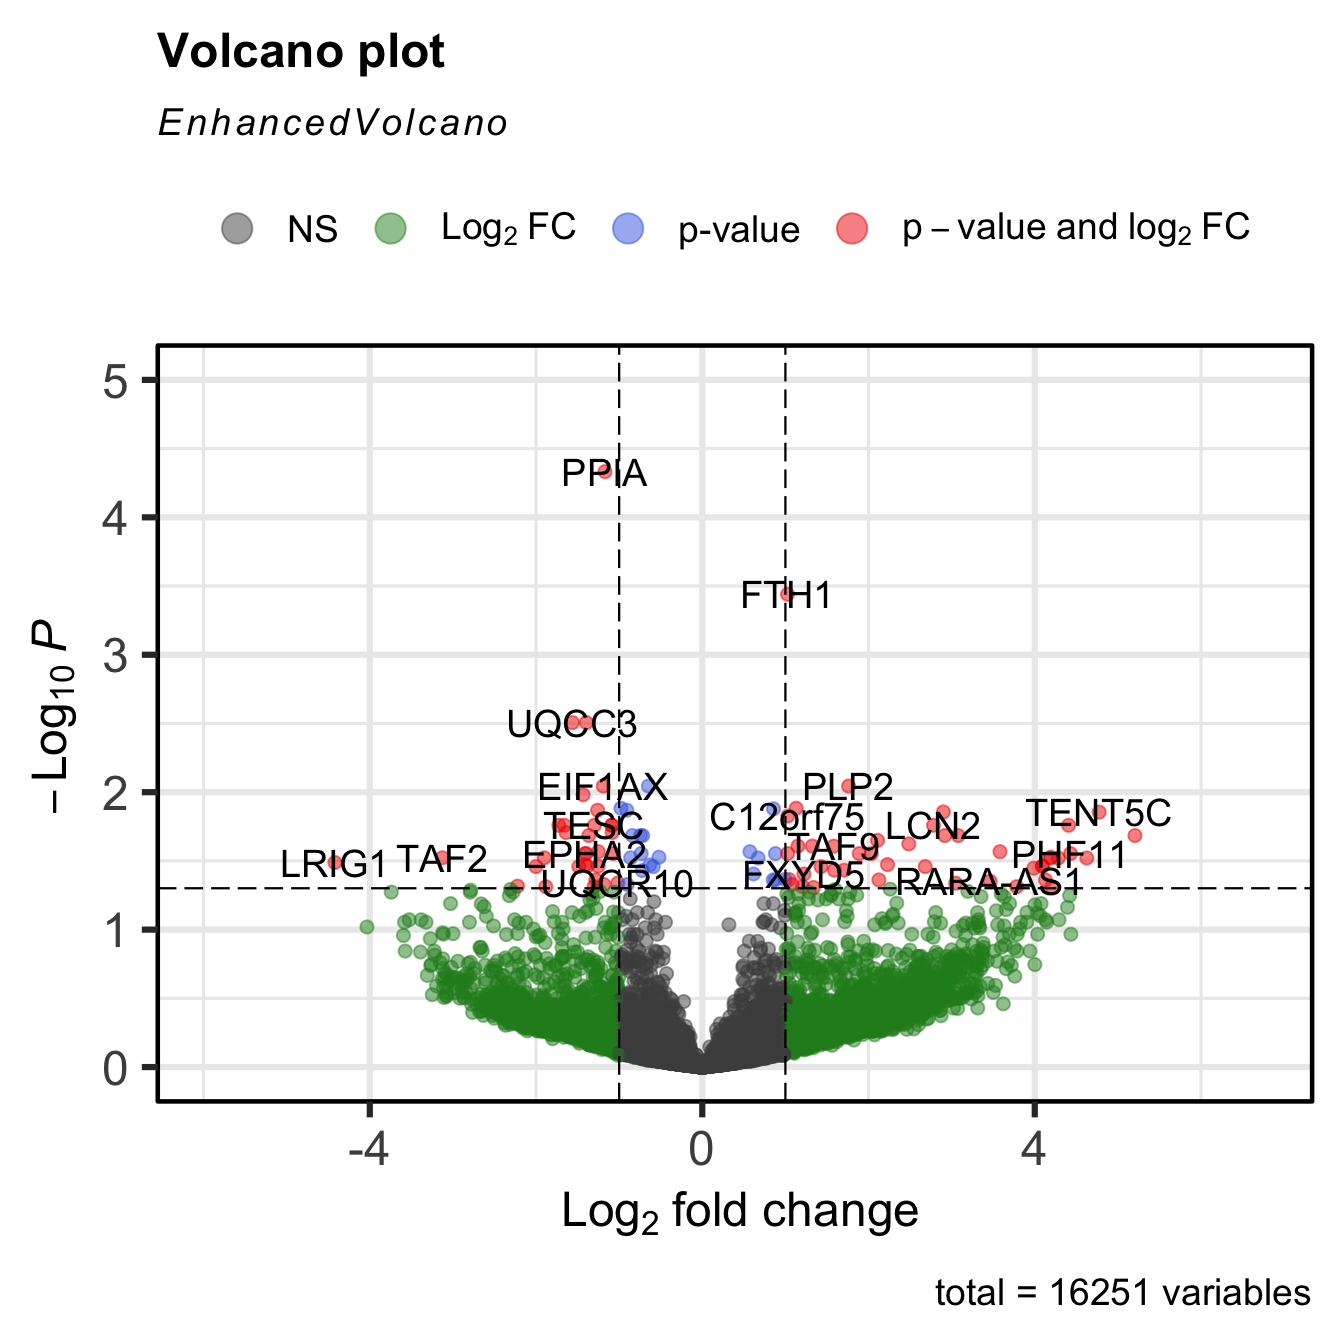 Volcano plot
EnhancedVolcano
NS Log₂ FC p-value p – value and log₂ FC
5
4
3
2
1
0
– Log₁₀ P
PPIA
FTH1
UQCC3
EIF1AX PLP2
C12orf75 TENT5C
TESC LCN2
TAF9
EPHA2 PHF11
LRIG1 TAF2
FXYD5
UQCR10 RARA-AS1
-4 0 4
Log₂ fold change
total = 16251 variables